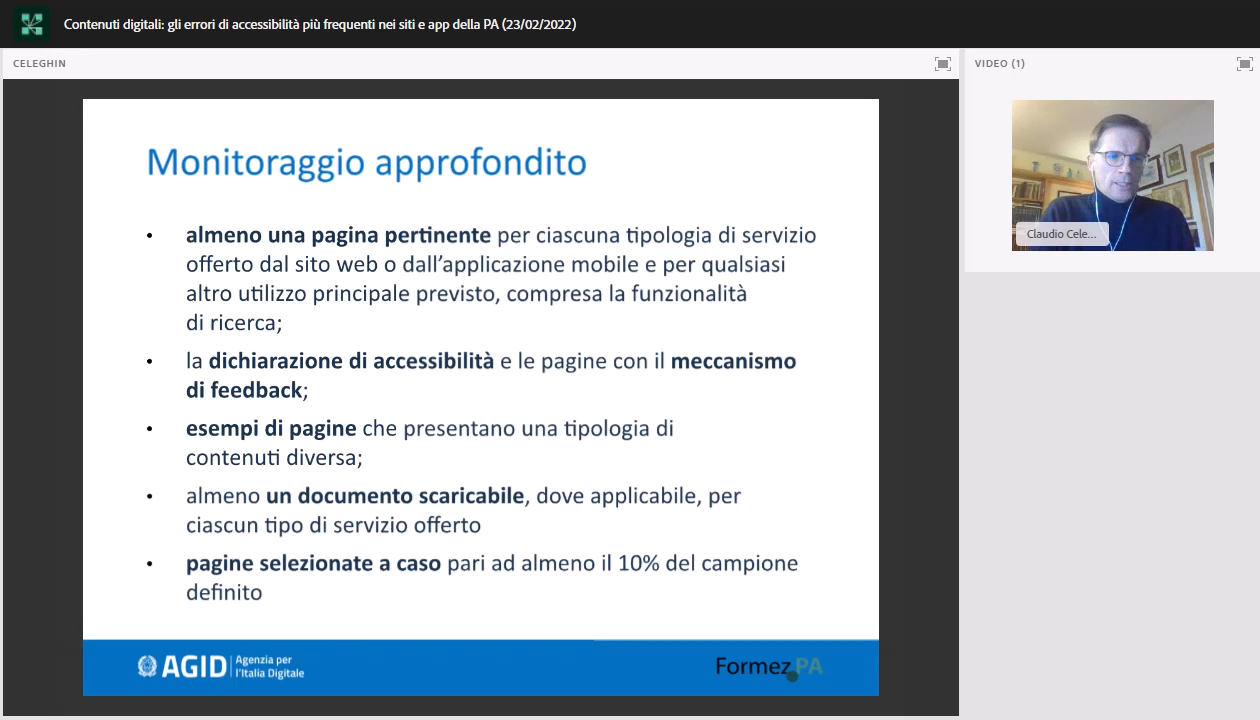 Contenuti digitali: gli errori di accessibilità più frequenti nei siti e app della PA (23/02/2022)
CELEGHIN
VIDEO (1)
Monitoraggio approfondito
• almeno una pagina pertinente per ciascuna tipologia di servizio
offerto dal sito web o dall’applicazione mobile e per qualsiasi
altro utilizzo principale previsto, compresa la funzionalità
di ricerca;
• la dichiarazione di accessibilità e le pagine con il meccanismo
di feedback;
• esempi di pagine che presentano una tipologia di
contenuti diversa;
• almeno un documento scaricabile, dove applicabile, per
ciascun tipo di servizio offerto
• pagine selezionate a caso pari ad almeno il 10% del campione
definito
Claudio Cele...
AGID Agenzia per
l’Italia Digitale
Formez PA